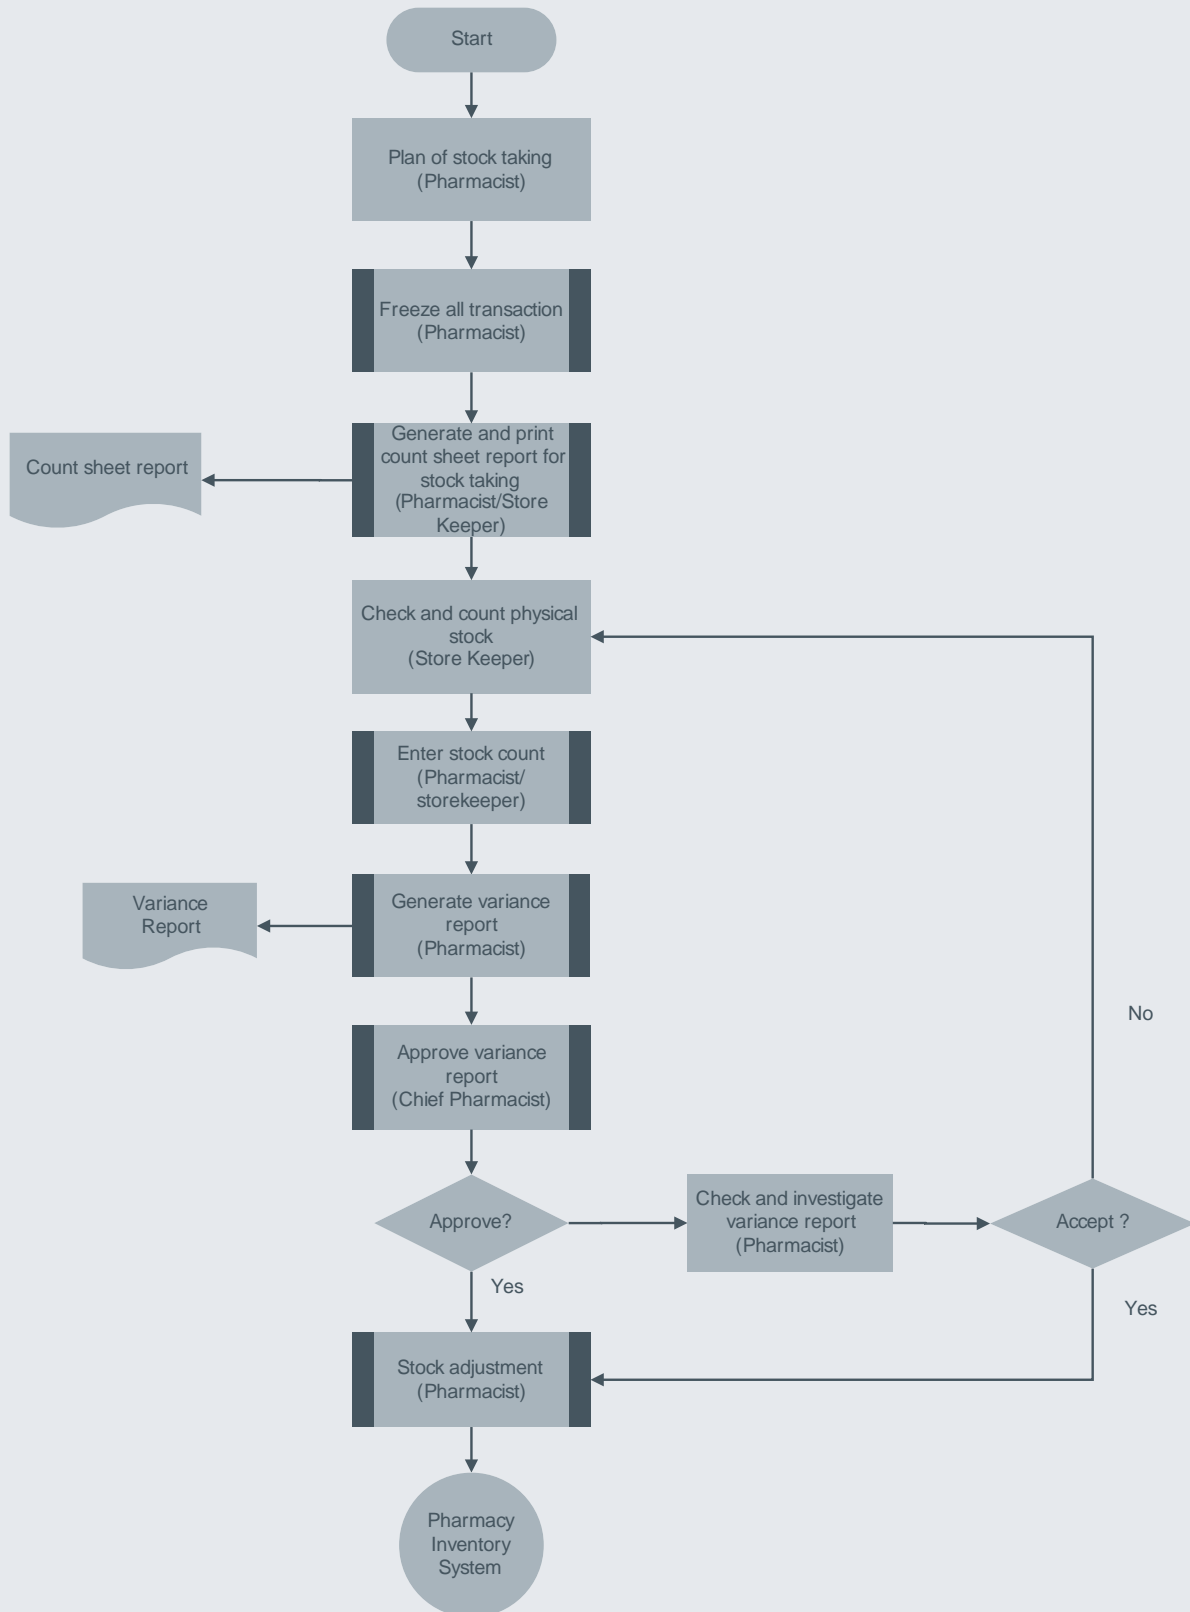 Start
Plan of stock taking
(Pharmacist)
Freeze all transaction
(Pharmacist)
Count sheet report
Generate and print
count sheet report for
stock taking
(Pharmacist/Store
Keeper)
Check and count physical
stock
(Store Keeper)
Enter stock count
(Pharmacist/
storekeeper)
Variance
Report
Generate variance
report
(Pharmacist)
No
Approve variance
report
(Chief Pharmacist)
Approve?
Check and investigate
variance report
(Pharmacist)
Accept ?
Yes
Yes
Stock adjustment
(Pharmacist)
Pharmacy
Inventory
System